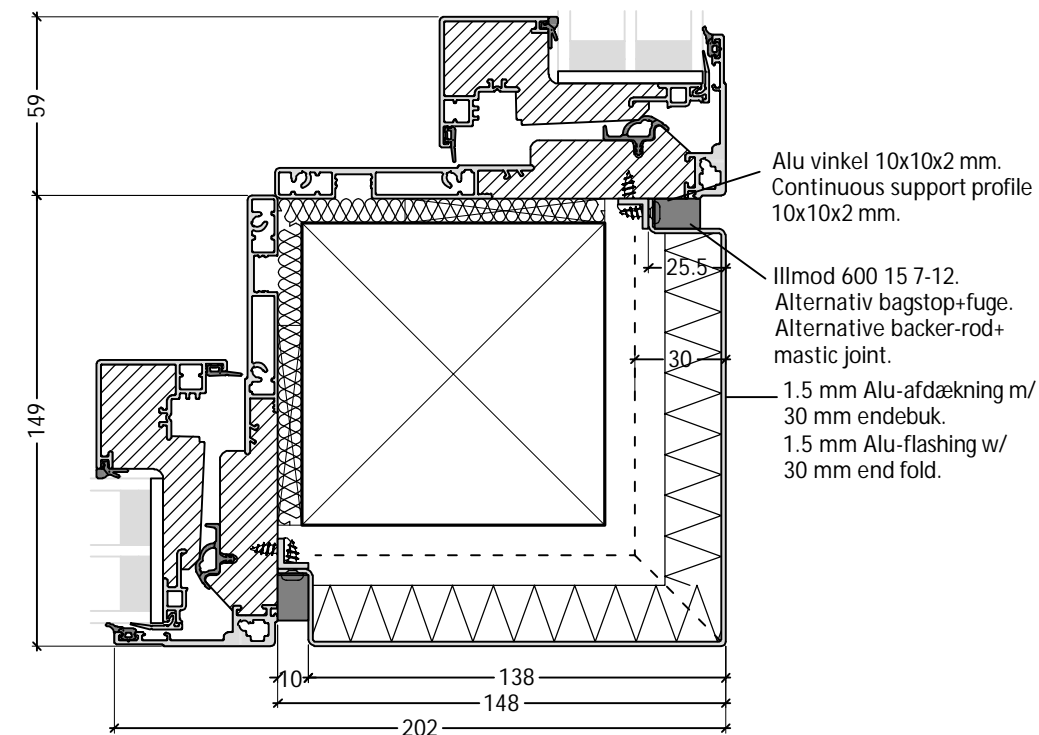 59
149
Alu vinkel 10x10x2 mm.
Continuous support profile
10x10x2 mm.
25.5
Illmod 600 15 7-12.
Alternativ bagstop+fuge.
Alternative backer-rod+
mastic joint.
30
1.5 mm Alu-afdækning m/
30 mm endebuk.
1.5 mm Alu-flashing w/
30 mm end fold.
10
138
148
202